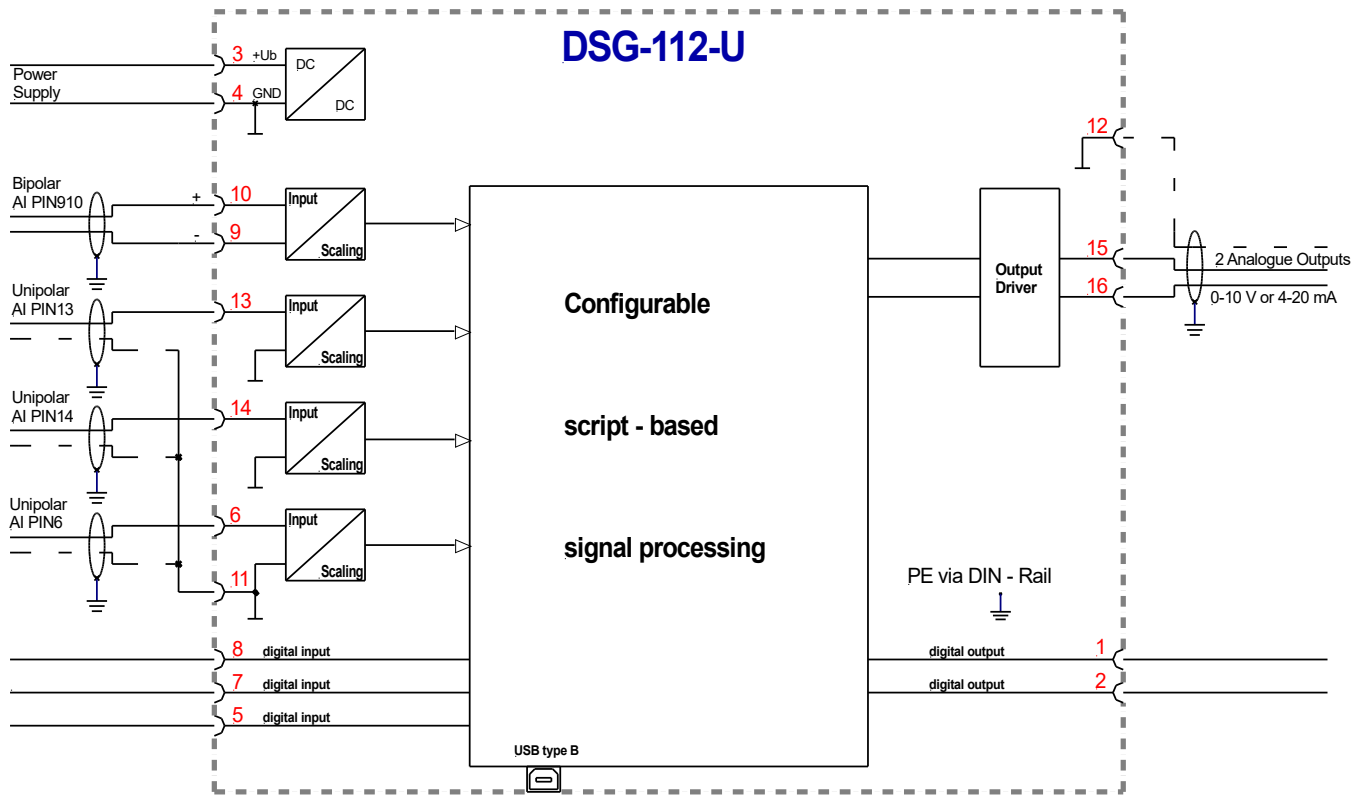 DSG-112-U
3 +Ub
DC
DC
Power
Supply
4 GND
12
Bipolar
AI PIN910
+ 10
- 9
Input
Scaling
Unipolar
AI PIN13
13
Input
Scaling
Unipolar
AI PIN14
14
Input
Scaling
Unipolar
AI PIN6
6
Input
Scaling
11
Configurable
script - based
signal processing
Output
Driver
15
16
2 Analogue Outputs
0-10 V or 4-20 mA
PE via DIN - Rail
8 digital input
7 digital input
5 digital input
digital output 1
digital output 2
USB type B